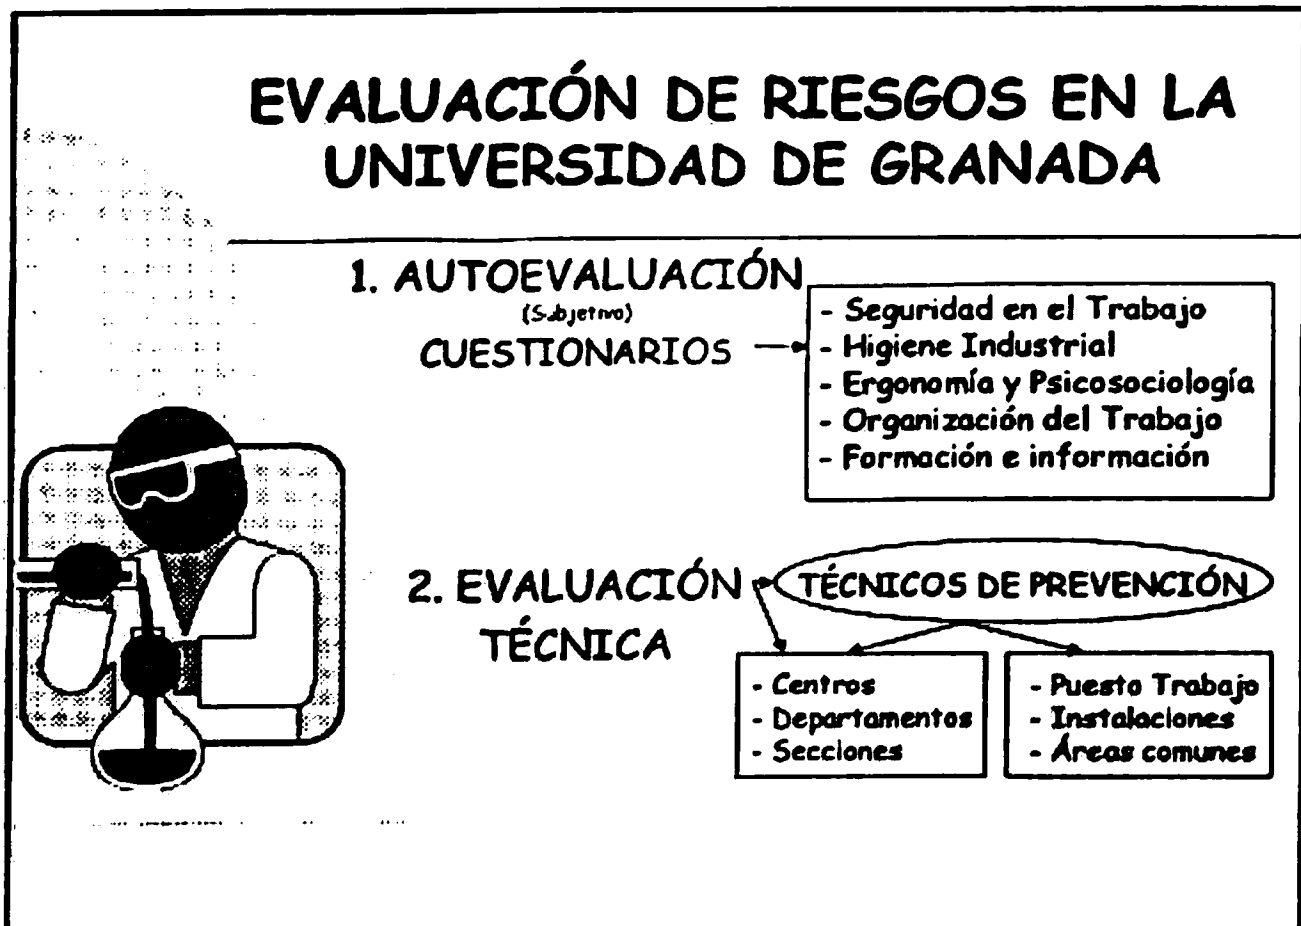 EVALUACIÓN DE RIESGOS EN LA
UNIVERSIDAD DE GRANADA
1. AUTOEVALUACIÓN
(Subjetivo)
CUESTIONARIOS
- Seguridad en el Trabajo
- Higiene Industrial
- Ergonomía y Psicosociología
- Organización del Trabajo
- Formación e información
2. EVALUACIÓN
TÉCNICA
TÉCNICOS DE PREVENCIÓN
- Centros
- Departamentos
- Secciones
- Puesto Trabajo
- Instalaciones
- Áreas comunes